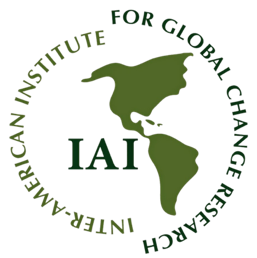 INTER-AMERICAN INSTITUTE
FOR GLOBAL CHANGE RESEARCH
IAI